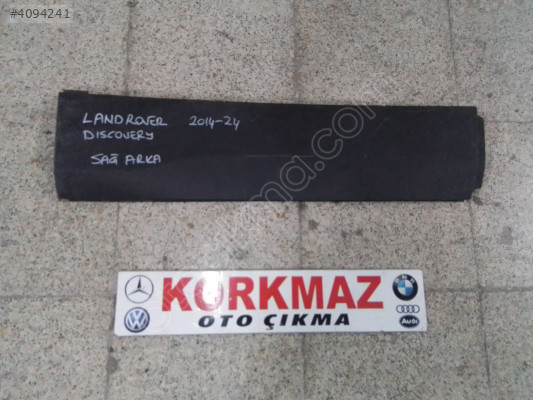 #4094241
LANDROVER 2014-24
DISCOVERY
SAĞ ARKA
KORKMAZ
OTO ÇIKMA
Audi